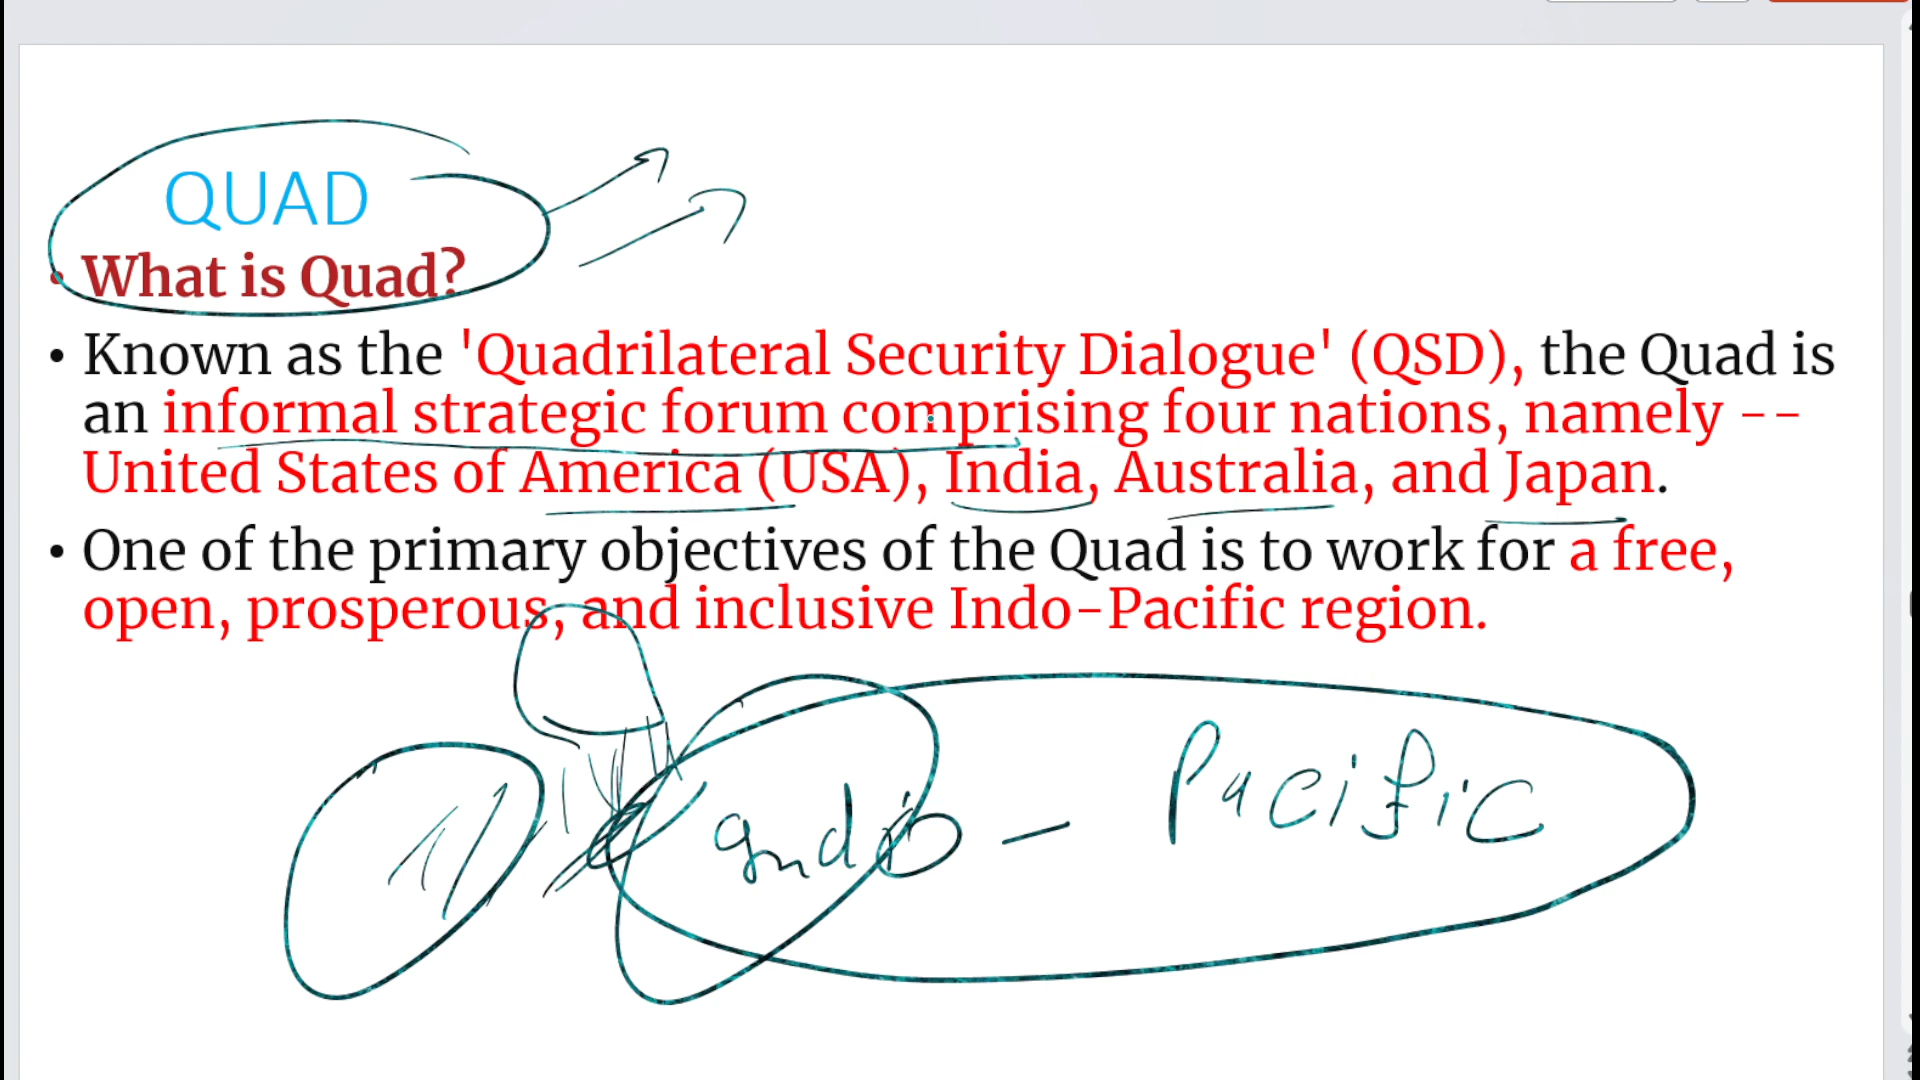 QUAD
• What is Quad?
• Known as the 'Quadrilateral Security Dialogue' (QSD), the Quad is
an informal strategic forum comprising four nations, namely --
United States of America (USA), India, Australia, and Japan.
• One of the primary objectives of the Quad is to work for a free,
open, prosperous, and inclusive Indo-Pacific region.
Indo - Pacific